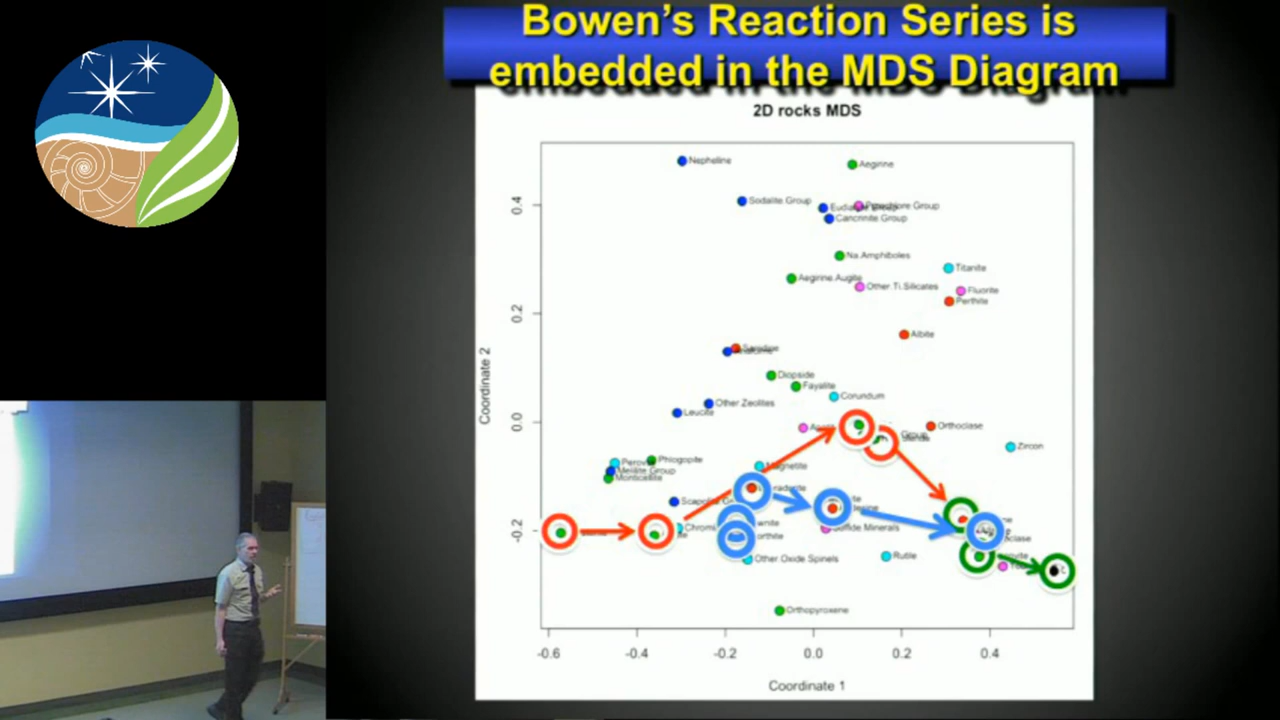 Bowen's Reaction Series is
embedded in the MDS Diagram
2D rocks MDS
Nepheline
Aegirine
Sodalite.Group
Cancrinite.Group
Na.Amphiboles
Titanite
Aegirine.Augite
Other.Ti.Silicates
Fluorite
Perthite
Albite
Diopside
Fayalite
Corundum
Other Zeolites
Leucite
Orthoclase
Group
Zircon
Phlogopite
Melilite Group
Monticellite
Magnetite
Other.Oxide.Spinels
Rutile
Orthopyroxene
Coordinate 2
0.4
0.2
0.0
-0.2
-0.6
-0.4
-0.2
0.0
0.2
0.4
Coordinate 1